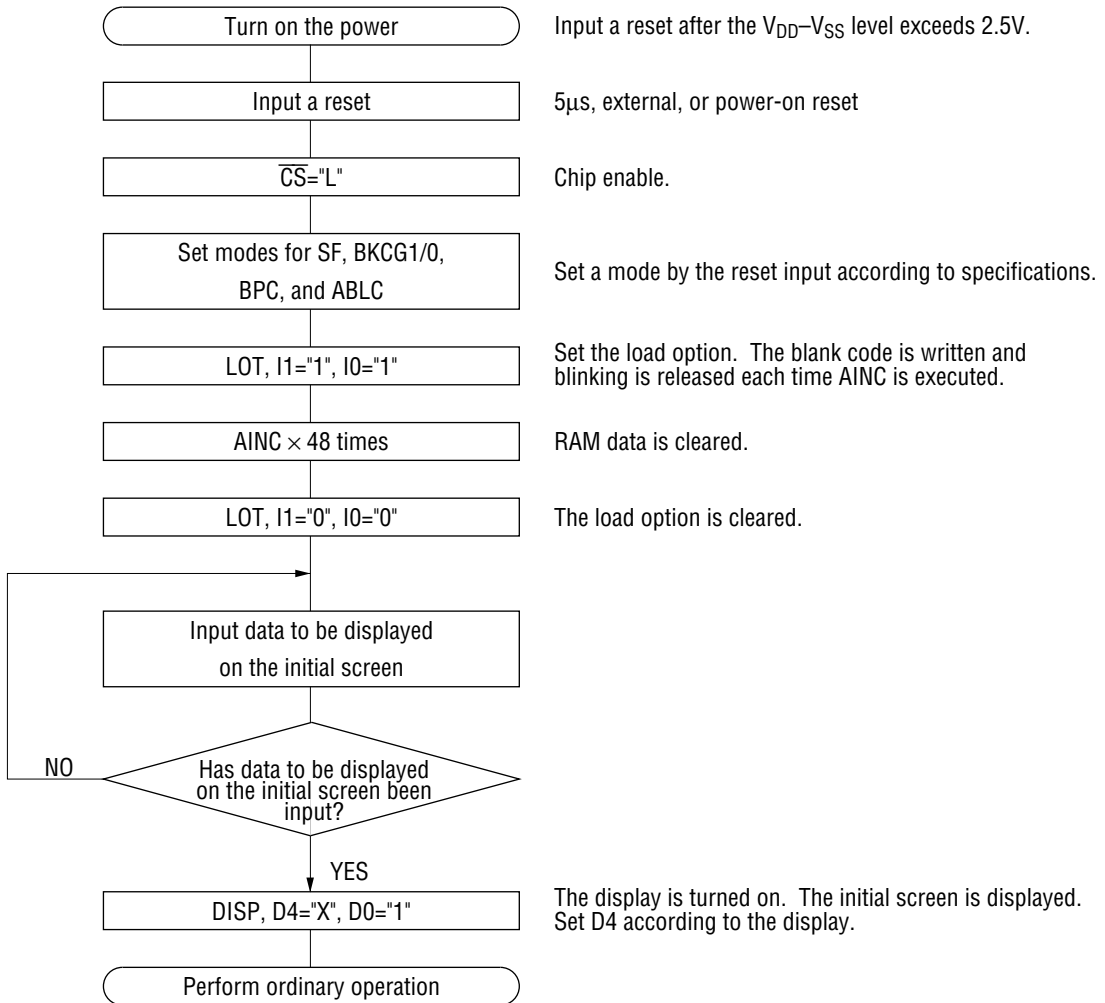 Turn on the power
Input a reset after the VDD–VSS level exceeds 2.5V.
Input a reset
5μs, external, or power-on reset
C̅S̅="L"
Chip enable.
Set modes for SF, BKCG1/0,
BPC, and ABLC
Set a mode by the reset input according to specifications.
LOT, I1="1", I0="1"
Set the load option. The blank code is written and
blinking is released each time AINC is executed.
AINC × 48 times
RAM data is cleared.
LOT, I1="0", I0="0"
The load option is cleared.
Input data to be displayed
on the initial screen
NO
Has data to be displayed
on the initial screen been
input?
YES
DISP, D4="X", D0="1"
The display is turned on. The initial screen is displayed.
Set D4 according to the display.
Perform ordinary operation